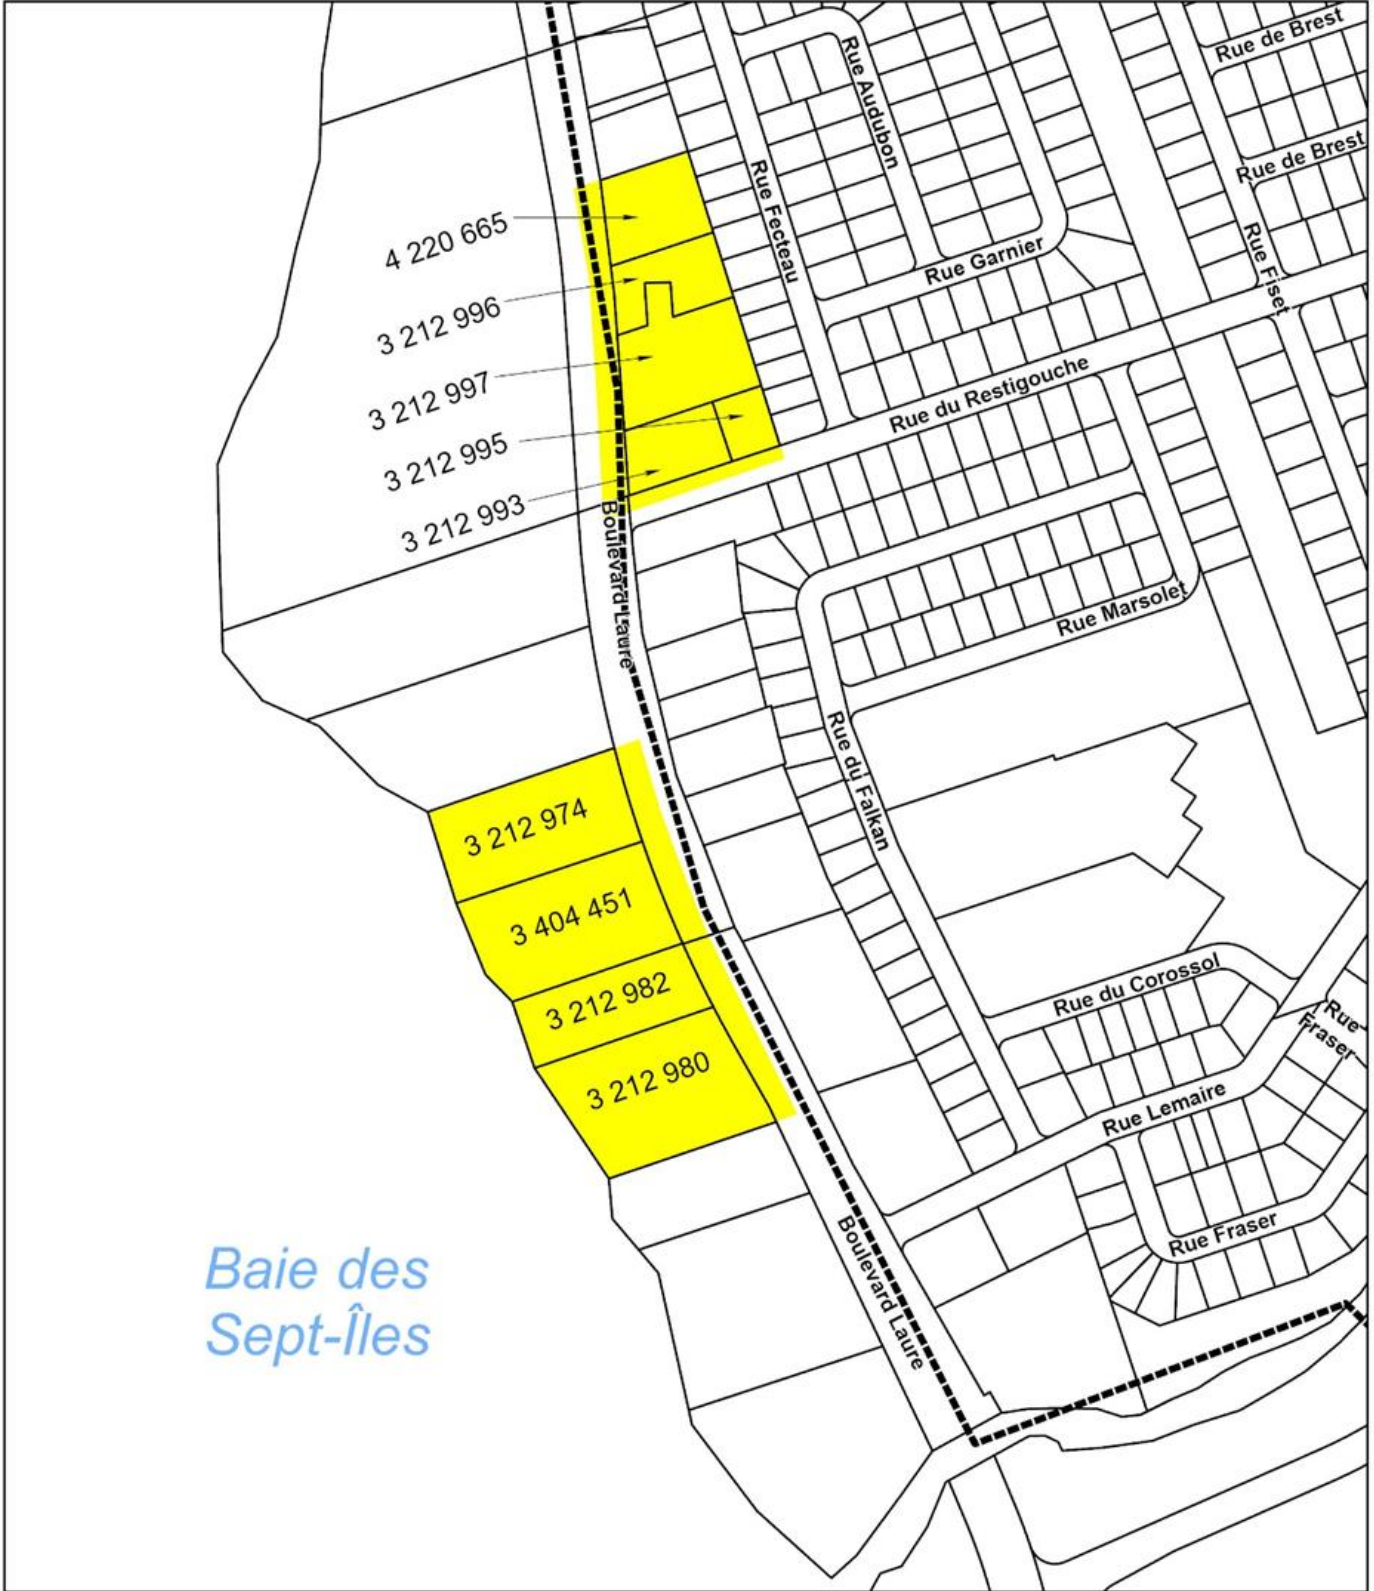 Rue de Brest
Rue Audubon
Rue de Brest
Rue Fecteau
4 220 665
Rue Garnier
Rue Fiset
3 212 996
3 212 997
Rue du Restigouche
3 212 995
3 212 993
Boulevard Laure
Rue Marsolet
Rue du Falkan
3 212 974
3 404 451
Rue du Corossol
3 212 982
Rue
Fraser
3 212 980
Rue Lemaire
Rue Fraser
Boulevard Laure
Baie des
Sept-Îles